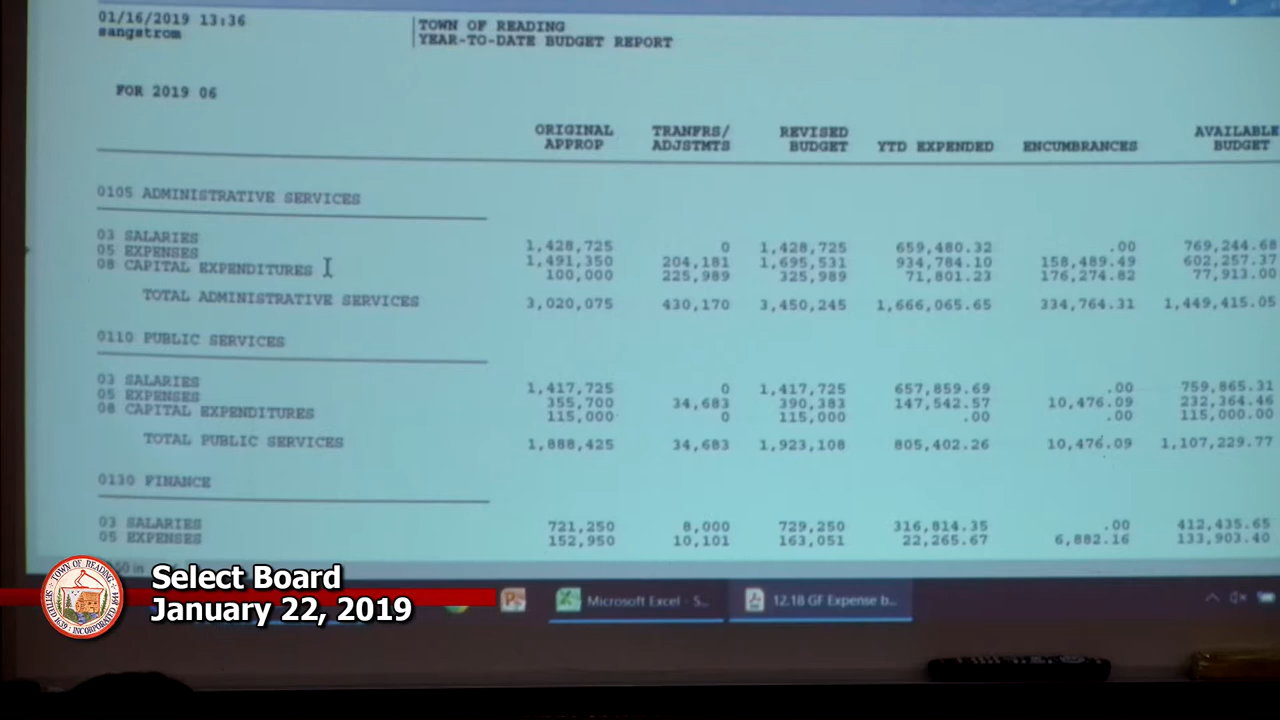 01/16/2019 13:36
sangstrom
TOWN OF READING
YEAR-TO-DATE BUDGET REPORT
FOR 2019 06
ORIGINAL APPROP TRANFRS/ ADJSTMTS REVISED BUDGET YTD EXPENDED ENCUMBRANCES AVAILABLE BUDGET
0105 ADMINISTRATIVE SERVICES
03 SALARIES 1,428,725 0 1,428,725 659,480.32 .00 769,244.68
05 EXPENSES 1,491,350 204,181 1,695,531 934,784.10 158,489.49 602,257.37
08 CAPITAL EXPENDITURES 100,000 225,989 325,989 71,801.23 176,274.82 77,913.00
TOTAL ADMINISTRATIVE SERVICES 3,020,075 430,170 3,450,245 1,666,065.65 334,764.31 1,449,415.05
0110 PUBLIC SERVICES
03 SALARIES 1,417,725 0 1,417,725 657,859.69 .00 759,865.31
05 EXPENSES 355,700 34,683 390,383 147,542.57 10,476.09 232,364.46
08 CAPITAL EXPENDITURES 115,000 0 115,000 .00 .00 115,000.00
TOTAL PUBLIC SERVICES 1,888,425 34,683 1,923,108 805,402.26 10,476.09 1,107,229.77
0130 FINANCE
03 SALARIES 721,250 8,000 729,250 316,814.35 .00 412,435.65
05 EXPENSES 152,950 10,101 163,051 22,265.67 6,882.16 133,903.40
Microsoft Excel - S...
12.18 GF Expense b...
TOWN OF READING
SETTLED 1639 INCORPORATED 1644
Select Board
January 22, 2019